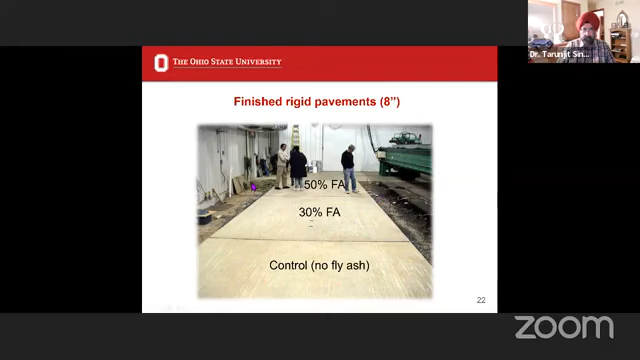 THE OHIO STATE UNIVERSITY
Dr. Tarunjit Sin...
Finished rigid pavements (8”)
50% FA
30% FA
Control (no fly ash)
22
zoom